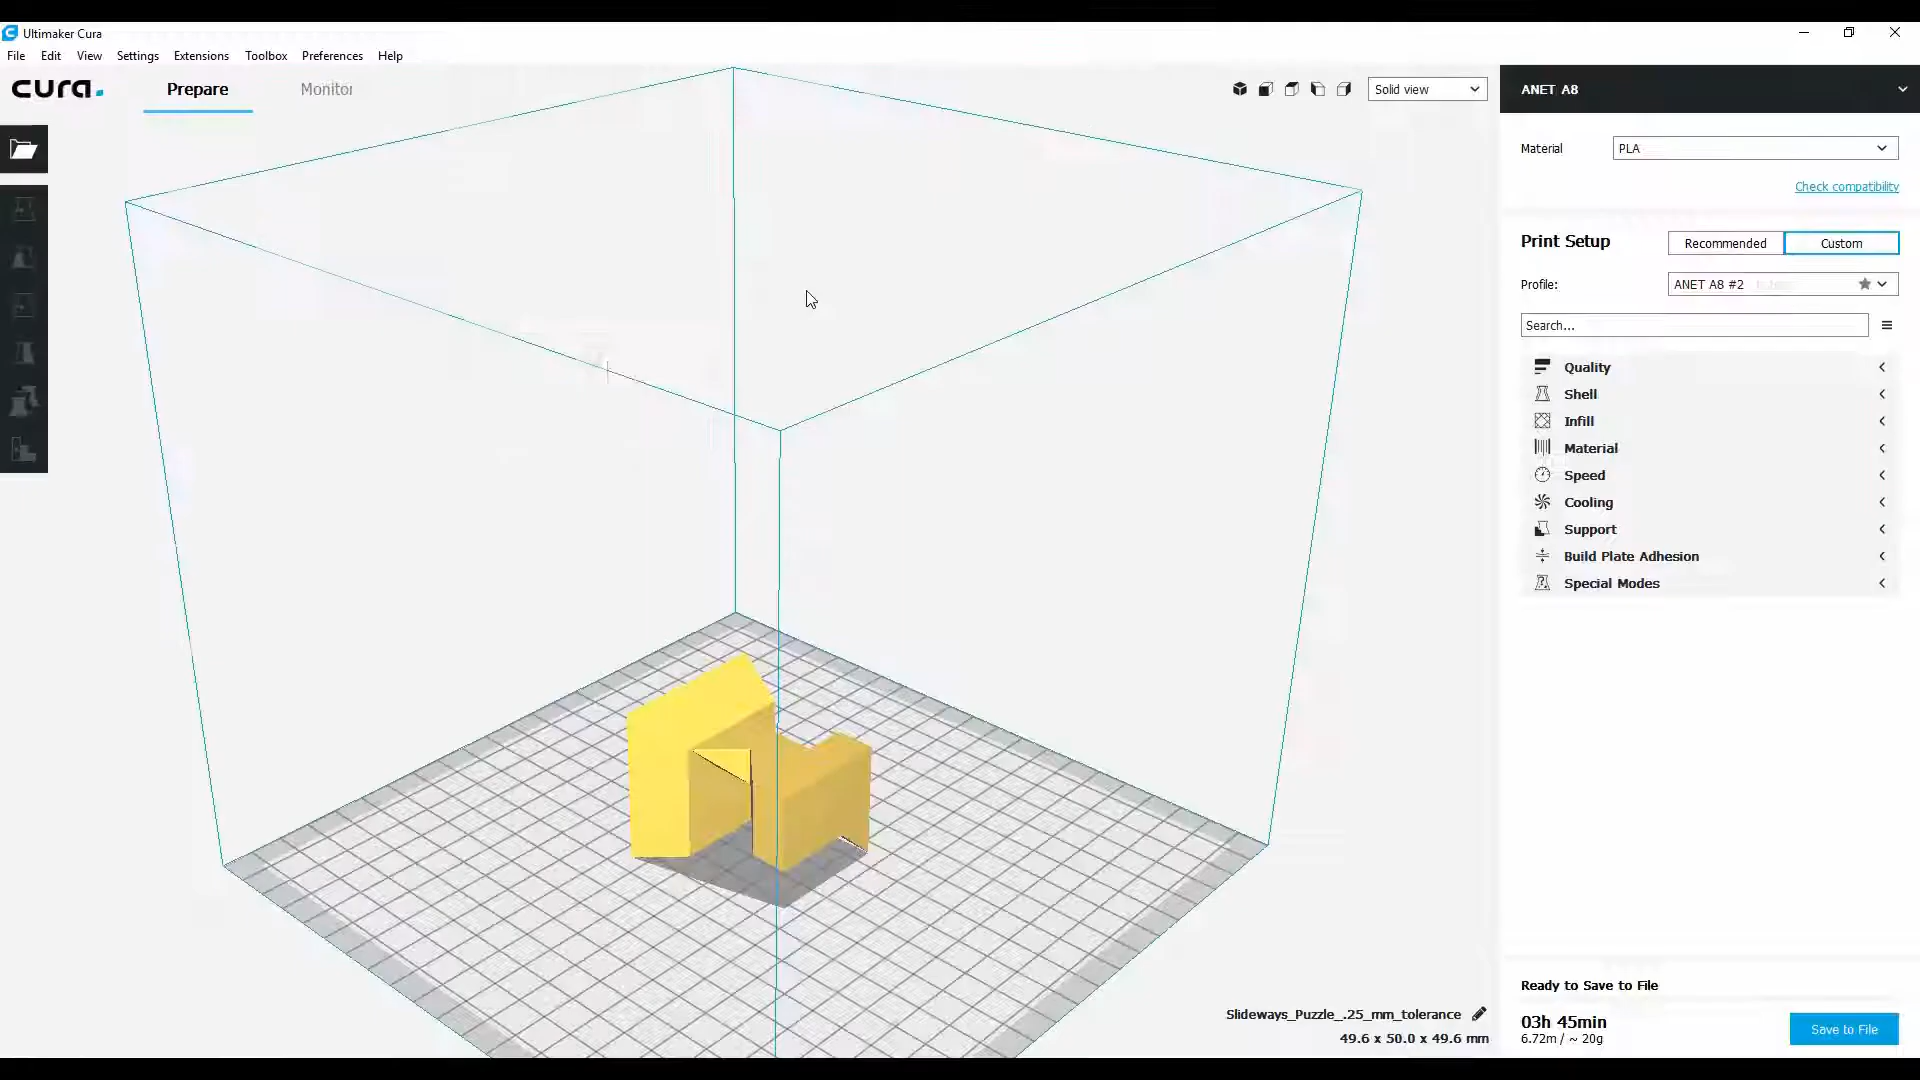 Ultimaker Cura
File Edit View Settings Extensions Toolbox Preferences Help
cura.
Prepare
Monitor
Solid view
ANET A8
Material
PLA
Check compatibility
Print Setup
Recommended
Custom
Profile:
ANET A8 #2
Search...
Quality
Shell
Infill
Material
Speed
Cooling
Support
Build Plate Adhesion
Special Modes
Slideways_Puzzle_.25_mm_tolerance
49.6 x 50.0 x 49.6 mm
Ready to Save to File
03h 45min
6.72m / ~ 20g
Save to File